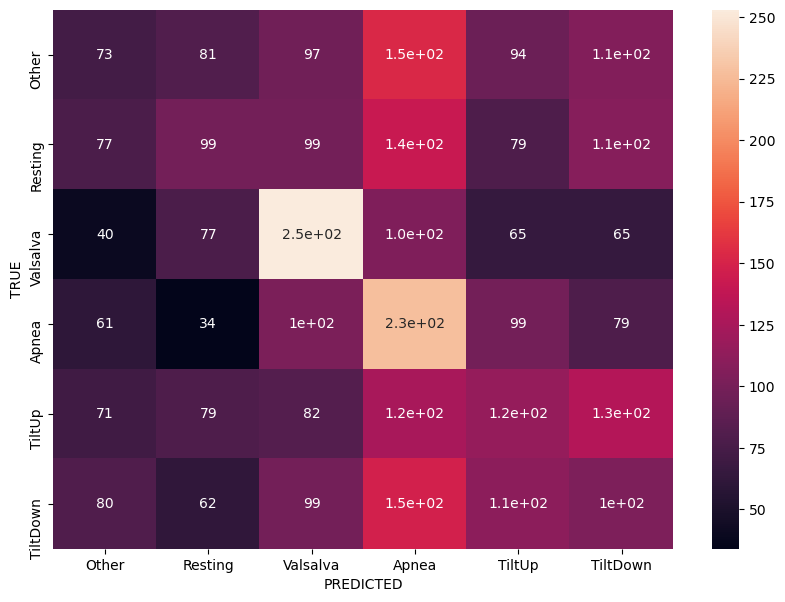 Other 73 81 97 1.5e+02 94 1.1e+02
Resting 77 99 99 1.4e+02 79 1.1e+02
Valsalva 40 77 2.5e+02 1.0e+02 65 65
Apnea 61 34 1e+02 2.3e+02 99 79
TiltUp 71 79 82 1.2e+02 1.2e+02 1.3e+02
TiltDown 80 62 99 1.5e+02 1.1e+02 1e+02
Other Resting Valsalva Apnea TiltUp TiltDown
PREDICTED
TRUE
250
225
200
175
150
125
100
75
50